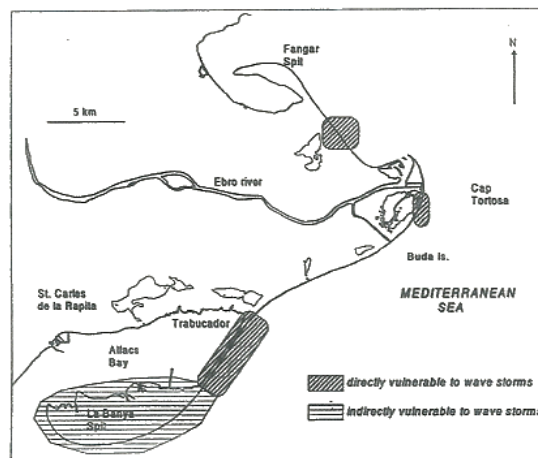 Fangar
Spit
N
5 km
Ebro river
Cap
Tortosa
Buda Is.
St. Carles
de la Rapita
MEDITERRANEAN
SEA
Trabucador
Alfacs
Bay
directly vulnerable to wave storms
La Banya
Spit
indirectly vulnerable to wave storms